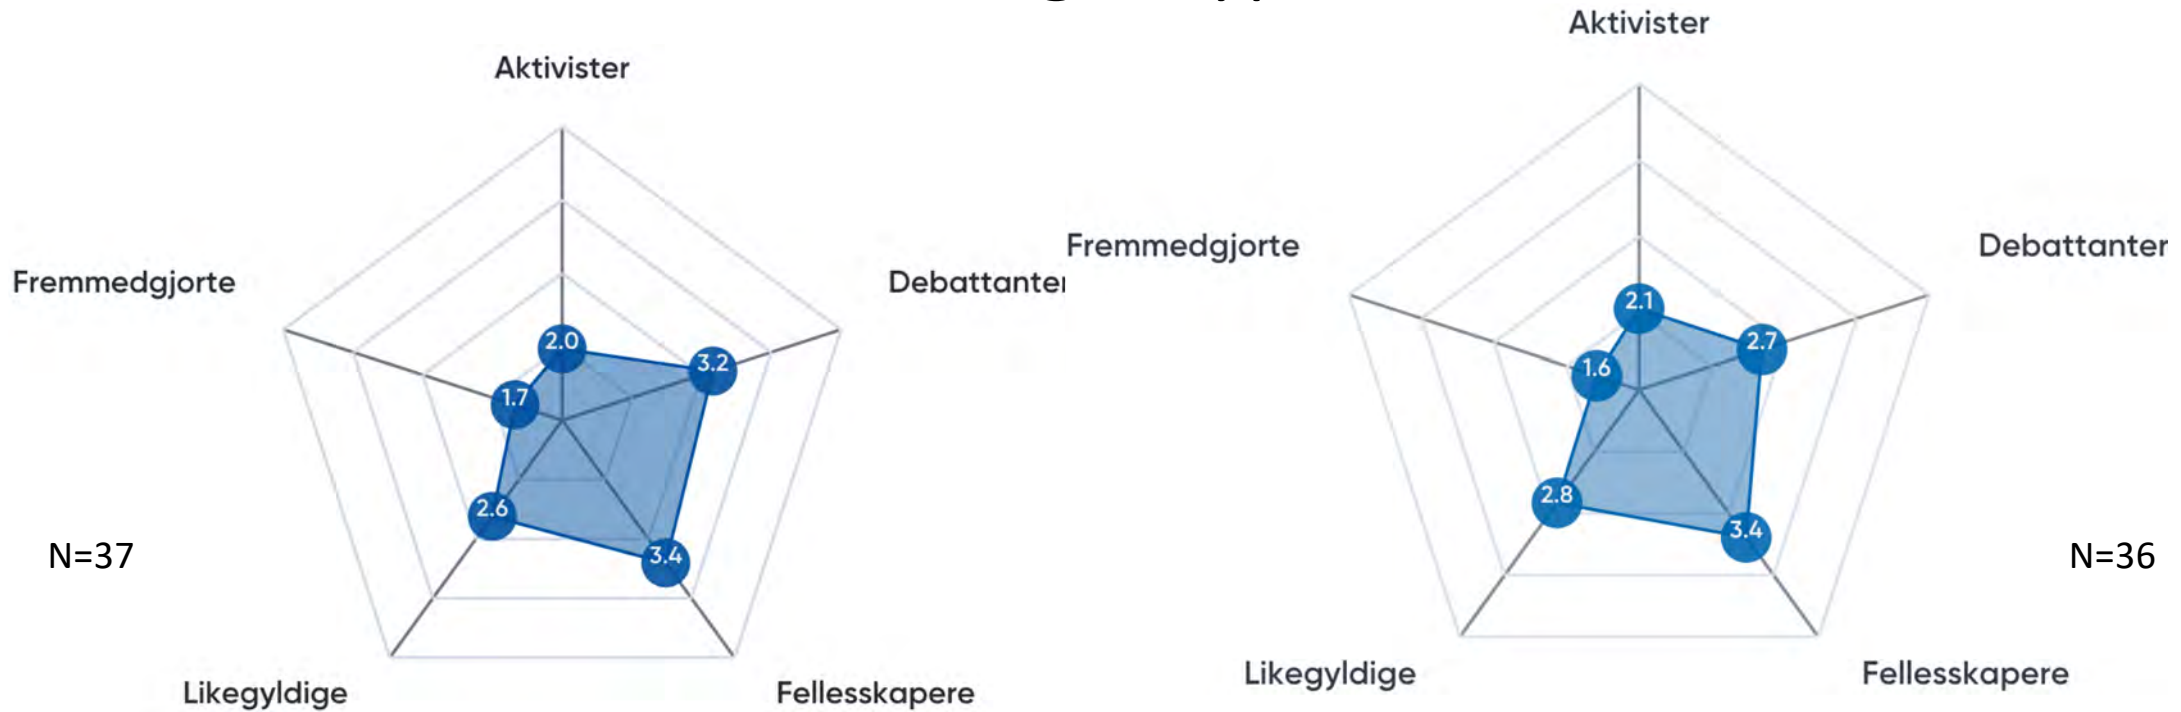 Aktivister
Fremmedgjorte
Debattanter
2.0
3.2
1.7
2.6
3.4
N=37
Likegyldige
Fellesskapere
Aktivister
Fremmedgjorte
Debattanter
2.1
2.7
1.6
2.8
3.4
N=36
Likegyldige
Fellesskapere